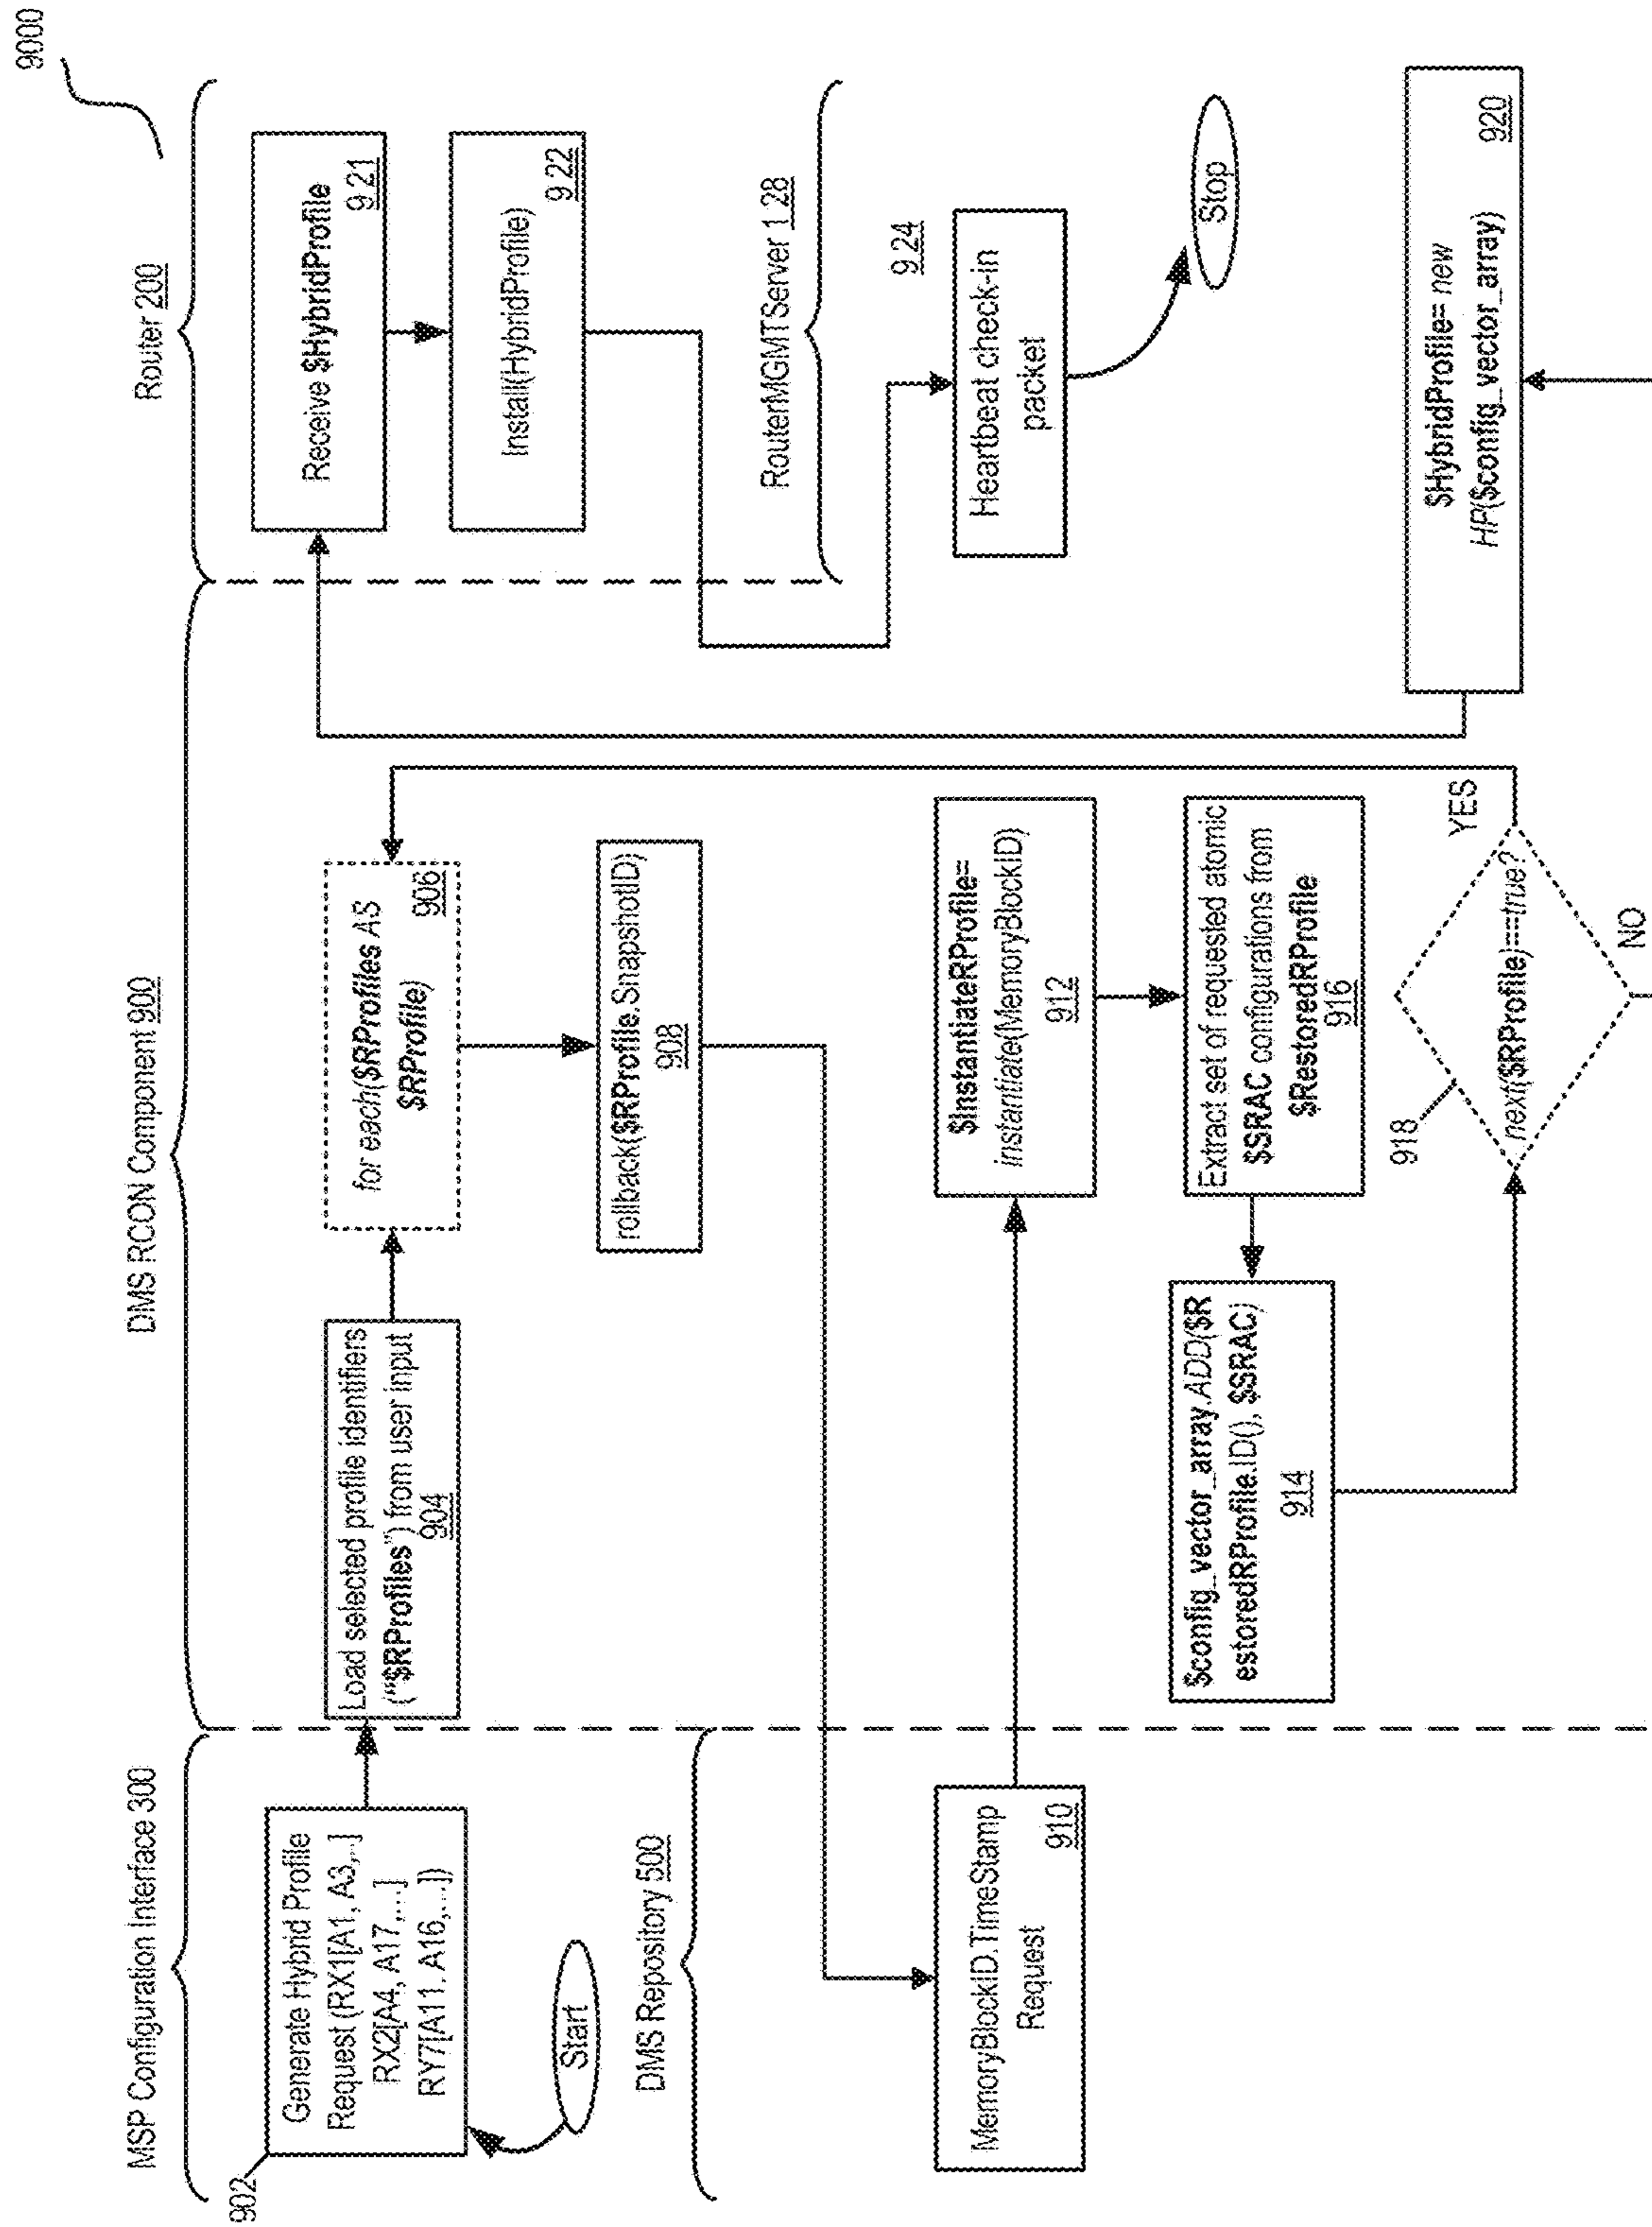 9000
MSP Configuration Interface 300
DMS RCON Component 900
Router 200
902
Generate Hybrid Profile
Request (RX1[A1, A3,...]
RX2[A4, A17,...]
RY7[A11. A16,...])
Start
Load selected profile identifiers
("$RProfiles") from user input
904
for each($RProfiles AS
$RProfile)
906
rollback($RProfile.SnapshotID)
908
Receive $HybridProfile
921
Install(HybridProfile)
922
DMS Repository 500
MemoryBlockID.TimeStamp
Request
910
$InstantiateRProfile=
instantiate(MemoryBlockID)
912
Extract set of requested atomic
$SRAC configurations from
$RestoredRProfile
916
$config_vector_array.ADD($R
estoredRProfile.ID(), $SRAC)
914
918
next($RProfile)==true?
YES
NO
RouterMGMTServer 128
924
Heartbeat check-in
packet
Stop
$HybridProfile= new
HP($config_vector_array)
920